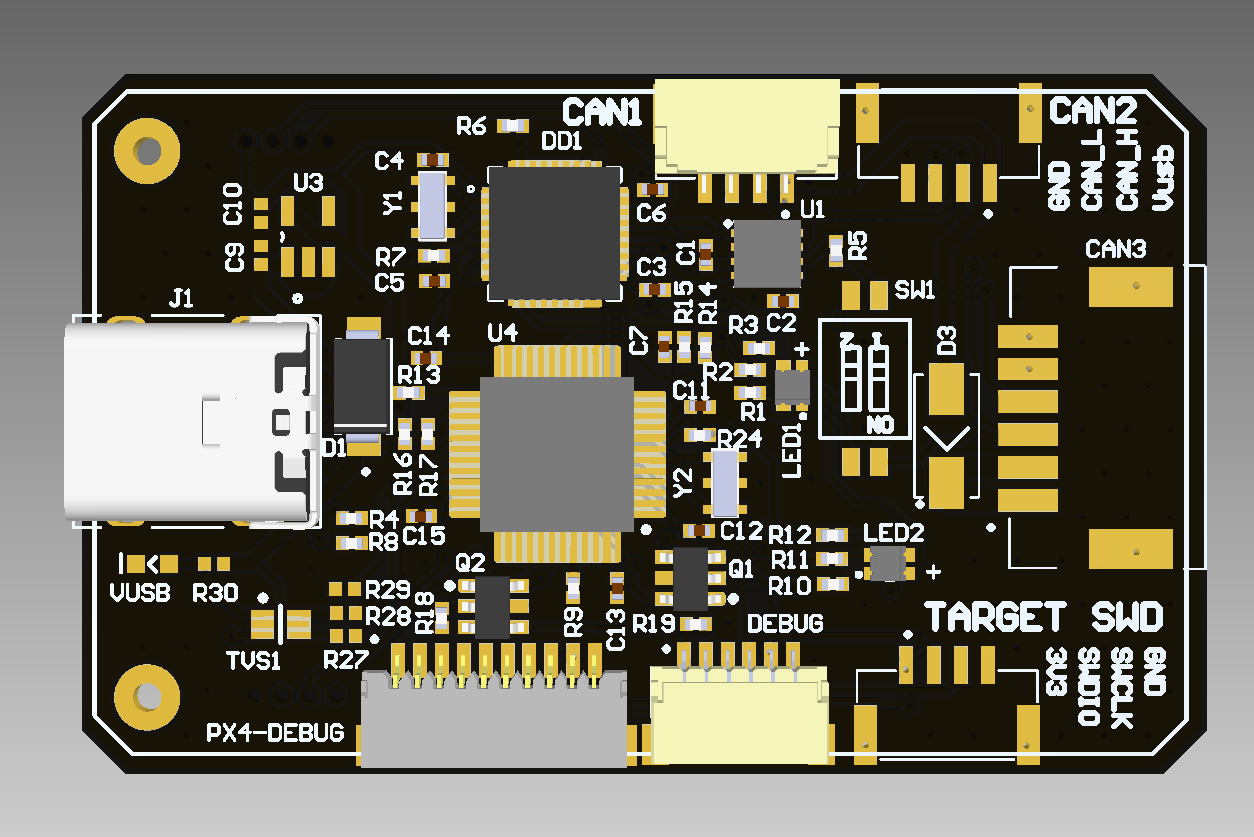 CAN1
CAN2
R6
DD1
GND
CAN_L
CAN_H
Vusb
C4
Y1
C10
U3
C6
U1
C9
R7
C5
C3
C1
R5
CAN3
J1
R15
R14
SW1
C14
U4
C7
R3
C2
+
2
1
D3
R13
R2
C11
R1
NO
D1
R16
R17
R24
LED1
Y2
R4
R8
C15
C12
R12
LED2
Q2
R11
+
Q1
R10
VUSB
R30
R29
R28
R18
R9
C13
R19
DEBUG
TARGET SWD
TVS1
R27
3V3
SWDIO
SWCLK
GND
PX4-DEBUG